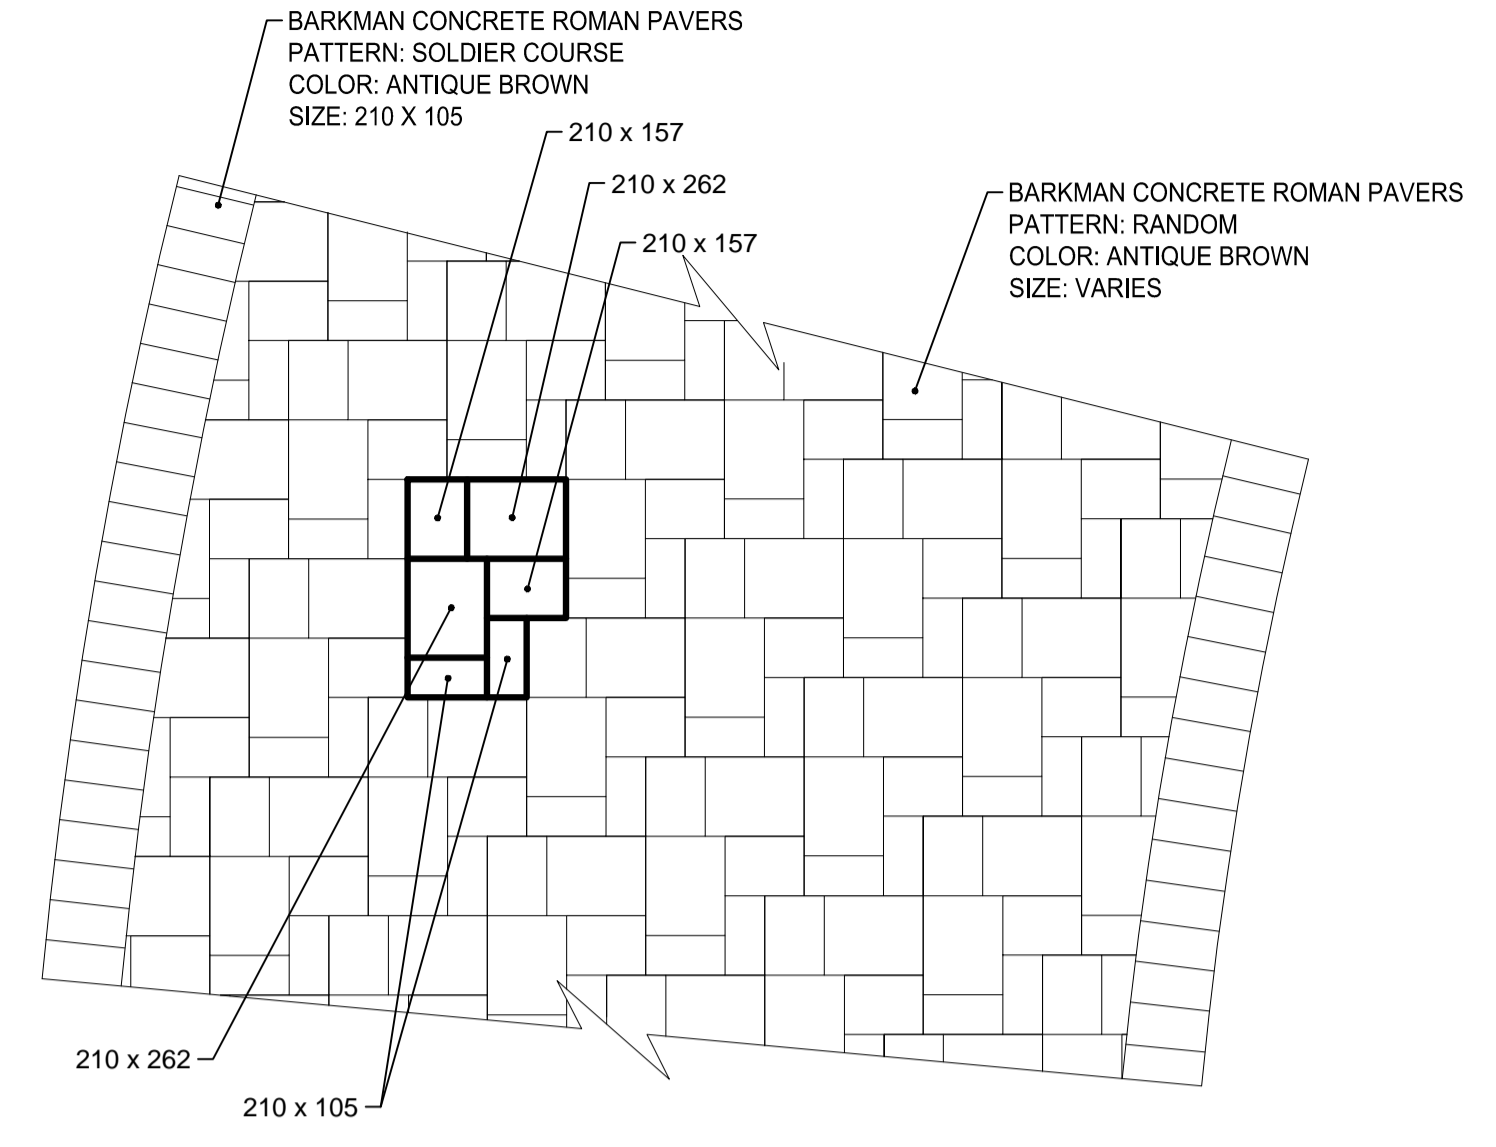 BARKMAN CONCRETE ROMAN PAVERS
PATTERN: SOLDIER COURSE
COLOR: ANTIQUE BROWN
SIZE: 210 X 105
210 x 157
210 x 262
210 x 157
BARKMAN CONCRETE ROMAN PAVERS
PATTERN: RANDOM
COLOR: ANTIQUE BROWN
SIZE: VARIES
210 x 262
210 x 105